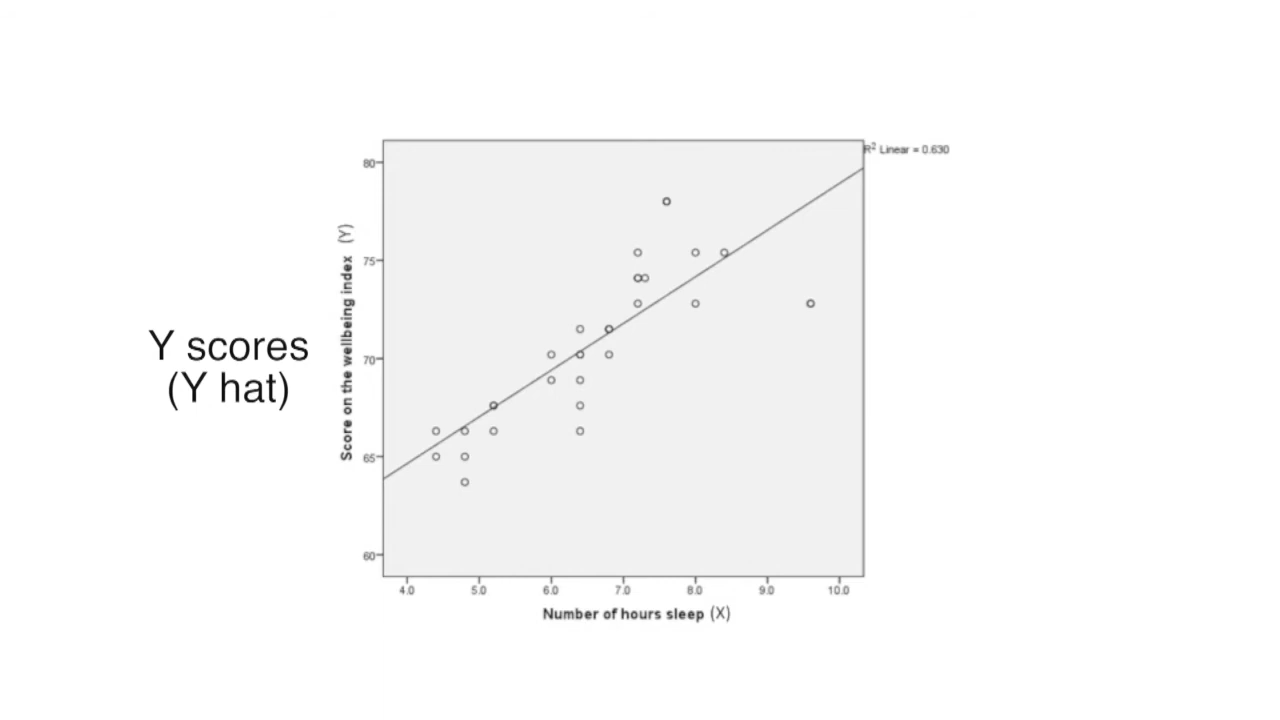 R² Linear = 0.630
80
75
70
65
60
Score on the wellbeing index (Y)
Y scores
(Y hat)
4.0 5.0 6.0 7.0 8.0 9.0 10.0
Number of hours sleep (X)